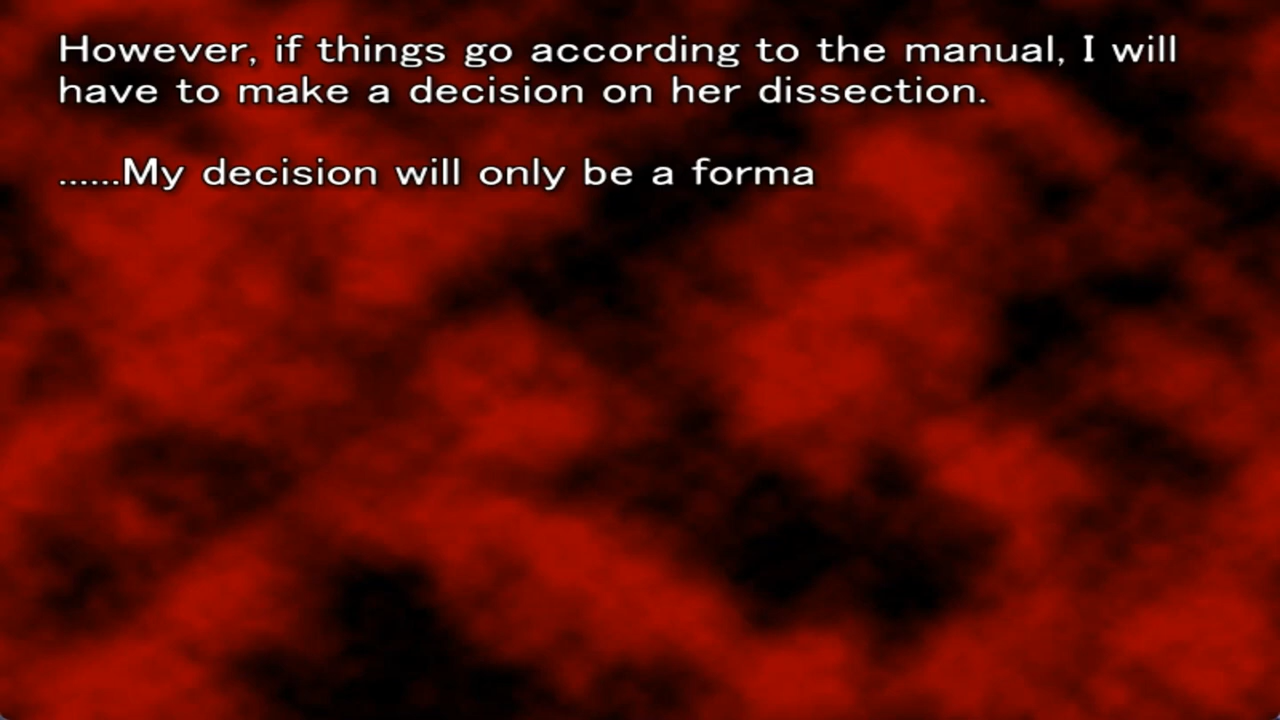 However, if things go according to the manual, I will
have to make a decision on her dissection.
......My decision will only be a forma